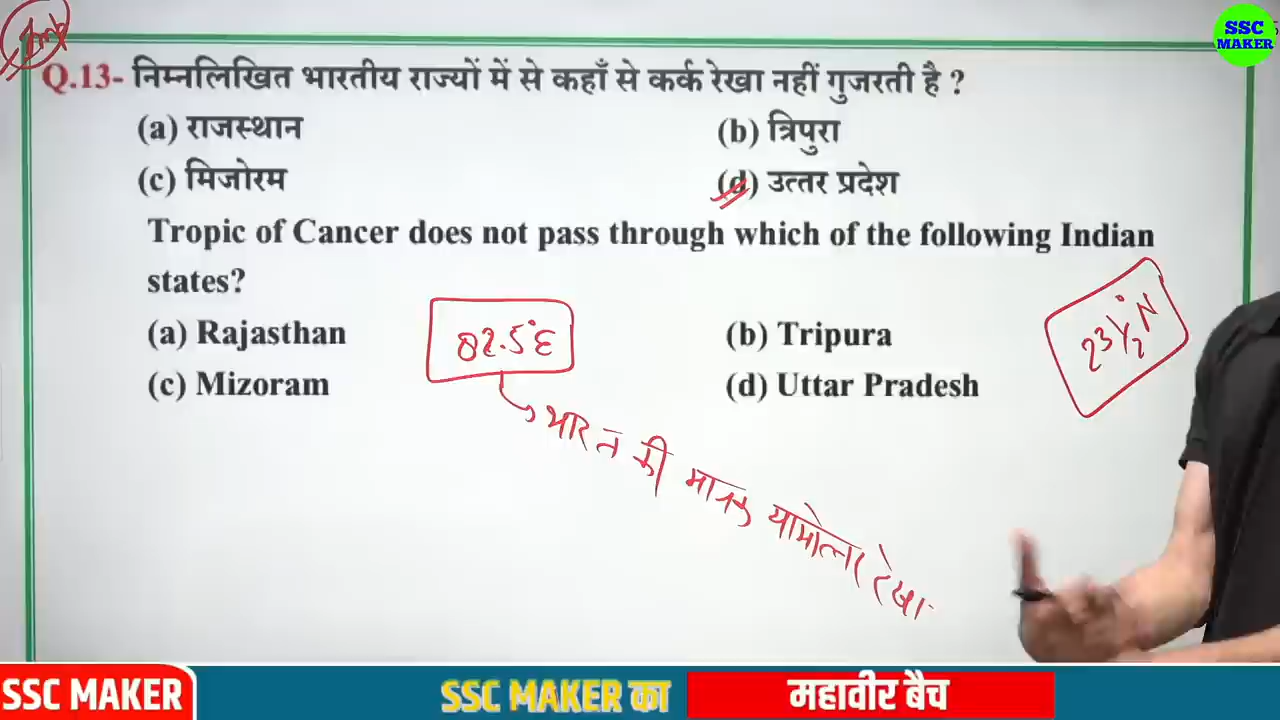 Imp
SSC
MAKER
Q.13- निम्नलिखित भारतीय राज्यों में से कहाँ से कर्क रेखा नहीं गुजरती है ?
(a) राजस्थान (b) त्रिपुरा
(c) मिजोरम (d) उत्तर प्रदेश
Tropic of Cancer does not pass through which of the following Indian
states?
(a) Rajasthan (b) Tripura
(c) Mizoram (d) Uttar Pradesh
82.5°E
23½°N
भारत की मानक यामोत्तर रेखा
SSC MAKER SSC MAKER का महावीर बैच